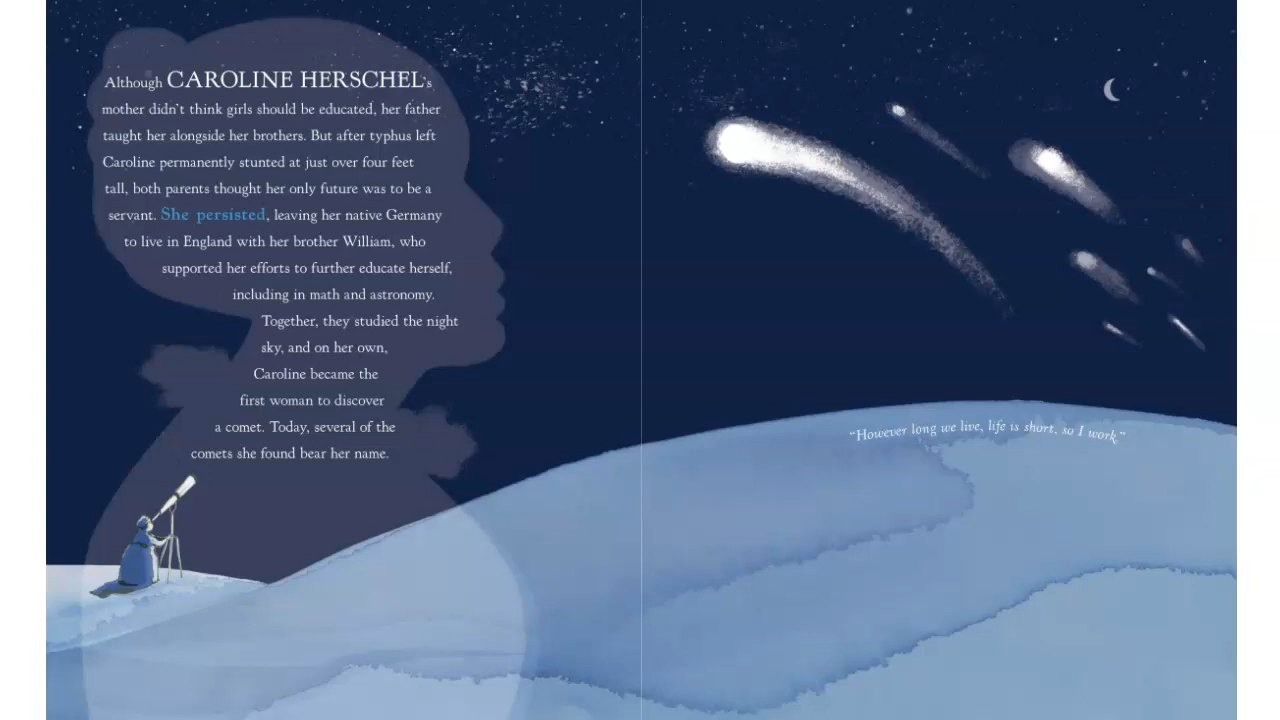 Although CAROLINE HERSCHEL's
mother didn't think girls should be educated, her father
taught her alongside her brothers. But after typhus left
Caroline permanently stunted at just over four feet
tall, both parents thought her only future was to be a
servant. She persisted, leaving her native Germany
to live in England with her brother William, who
supported her efforts to further educate herself,
including in math and astronomy.
Together, they studied the night
sky, and on her own,
Caroline became the
first woman to discover
a comet. Today, several of the
comets she found bear her name.
"However long we live, life is short, so I work."